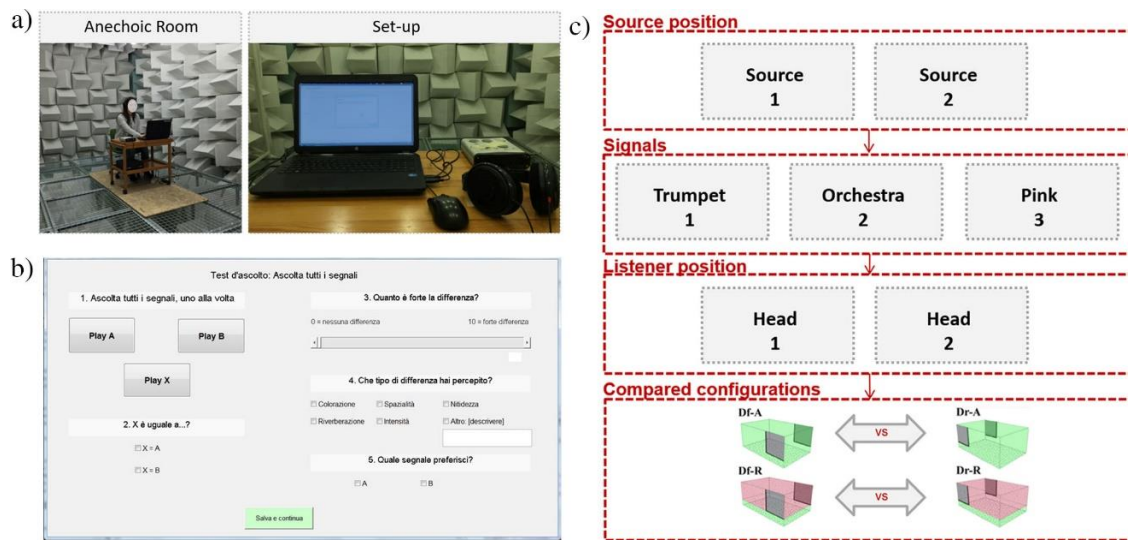 a)
Anechoic Room
Set-up
b)
Test d'ascolto: Ascolta tutti i segnali
1. Ascolta tutti i segnali, uno alla volta
Play A
Play B
Play X
2. X è uguale a...?
X = A
X = B
3. Quanto è forte la differenza?
0 = nessuna differenza
10 = forte differenza
4. Che tipo di differenza hai percepito?
Colorazione
Spazialità
Nitidezza
Riverberazione
Intensità
Altro: [descrivere]
5. Quale segnale preferisci?
A
B
Salva e continua
c)
Source position
Source
1
Source
2
Signals
Trumpet
1
Orchestra
2
Pink
3
Listener position
Head
1
Head
2
Compared configurations
Df-A
VS
Dr-A
Df-R
VS
Dr-R